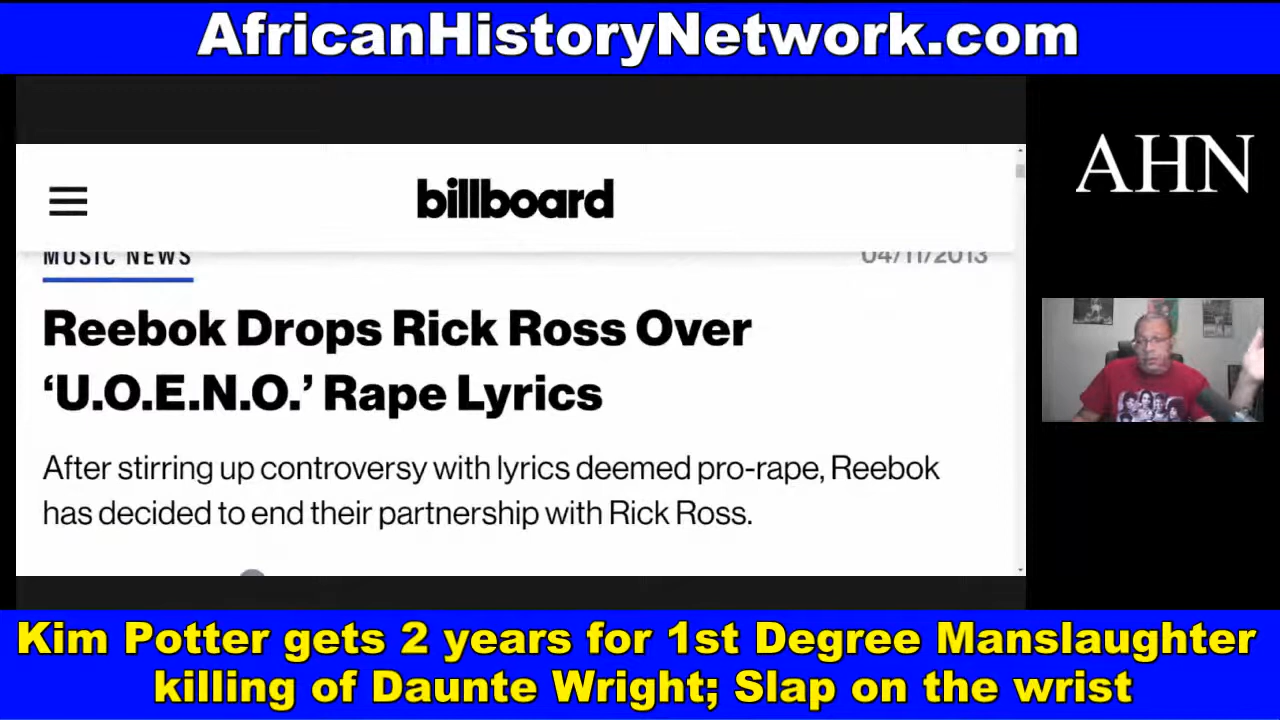 AfricanHistoryNetwork.com
AHN
billboard
MUSIC NEWS
04/11/2013
Reebok Drops Rick Ross Over
‘U.O.E.N.O.’ Rape Lyrics
After stirring up controversy with lyrics deemed pro-rape, Reebok
has decided to end their partnership with Rick Ross.
Kim Potter gets 2 years for 1st Degree Manslaughter
killing of Daunte Wright; Slap on the wrist